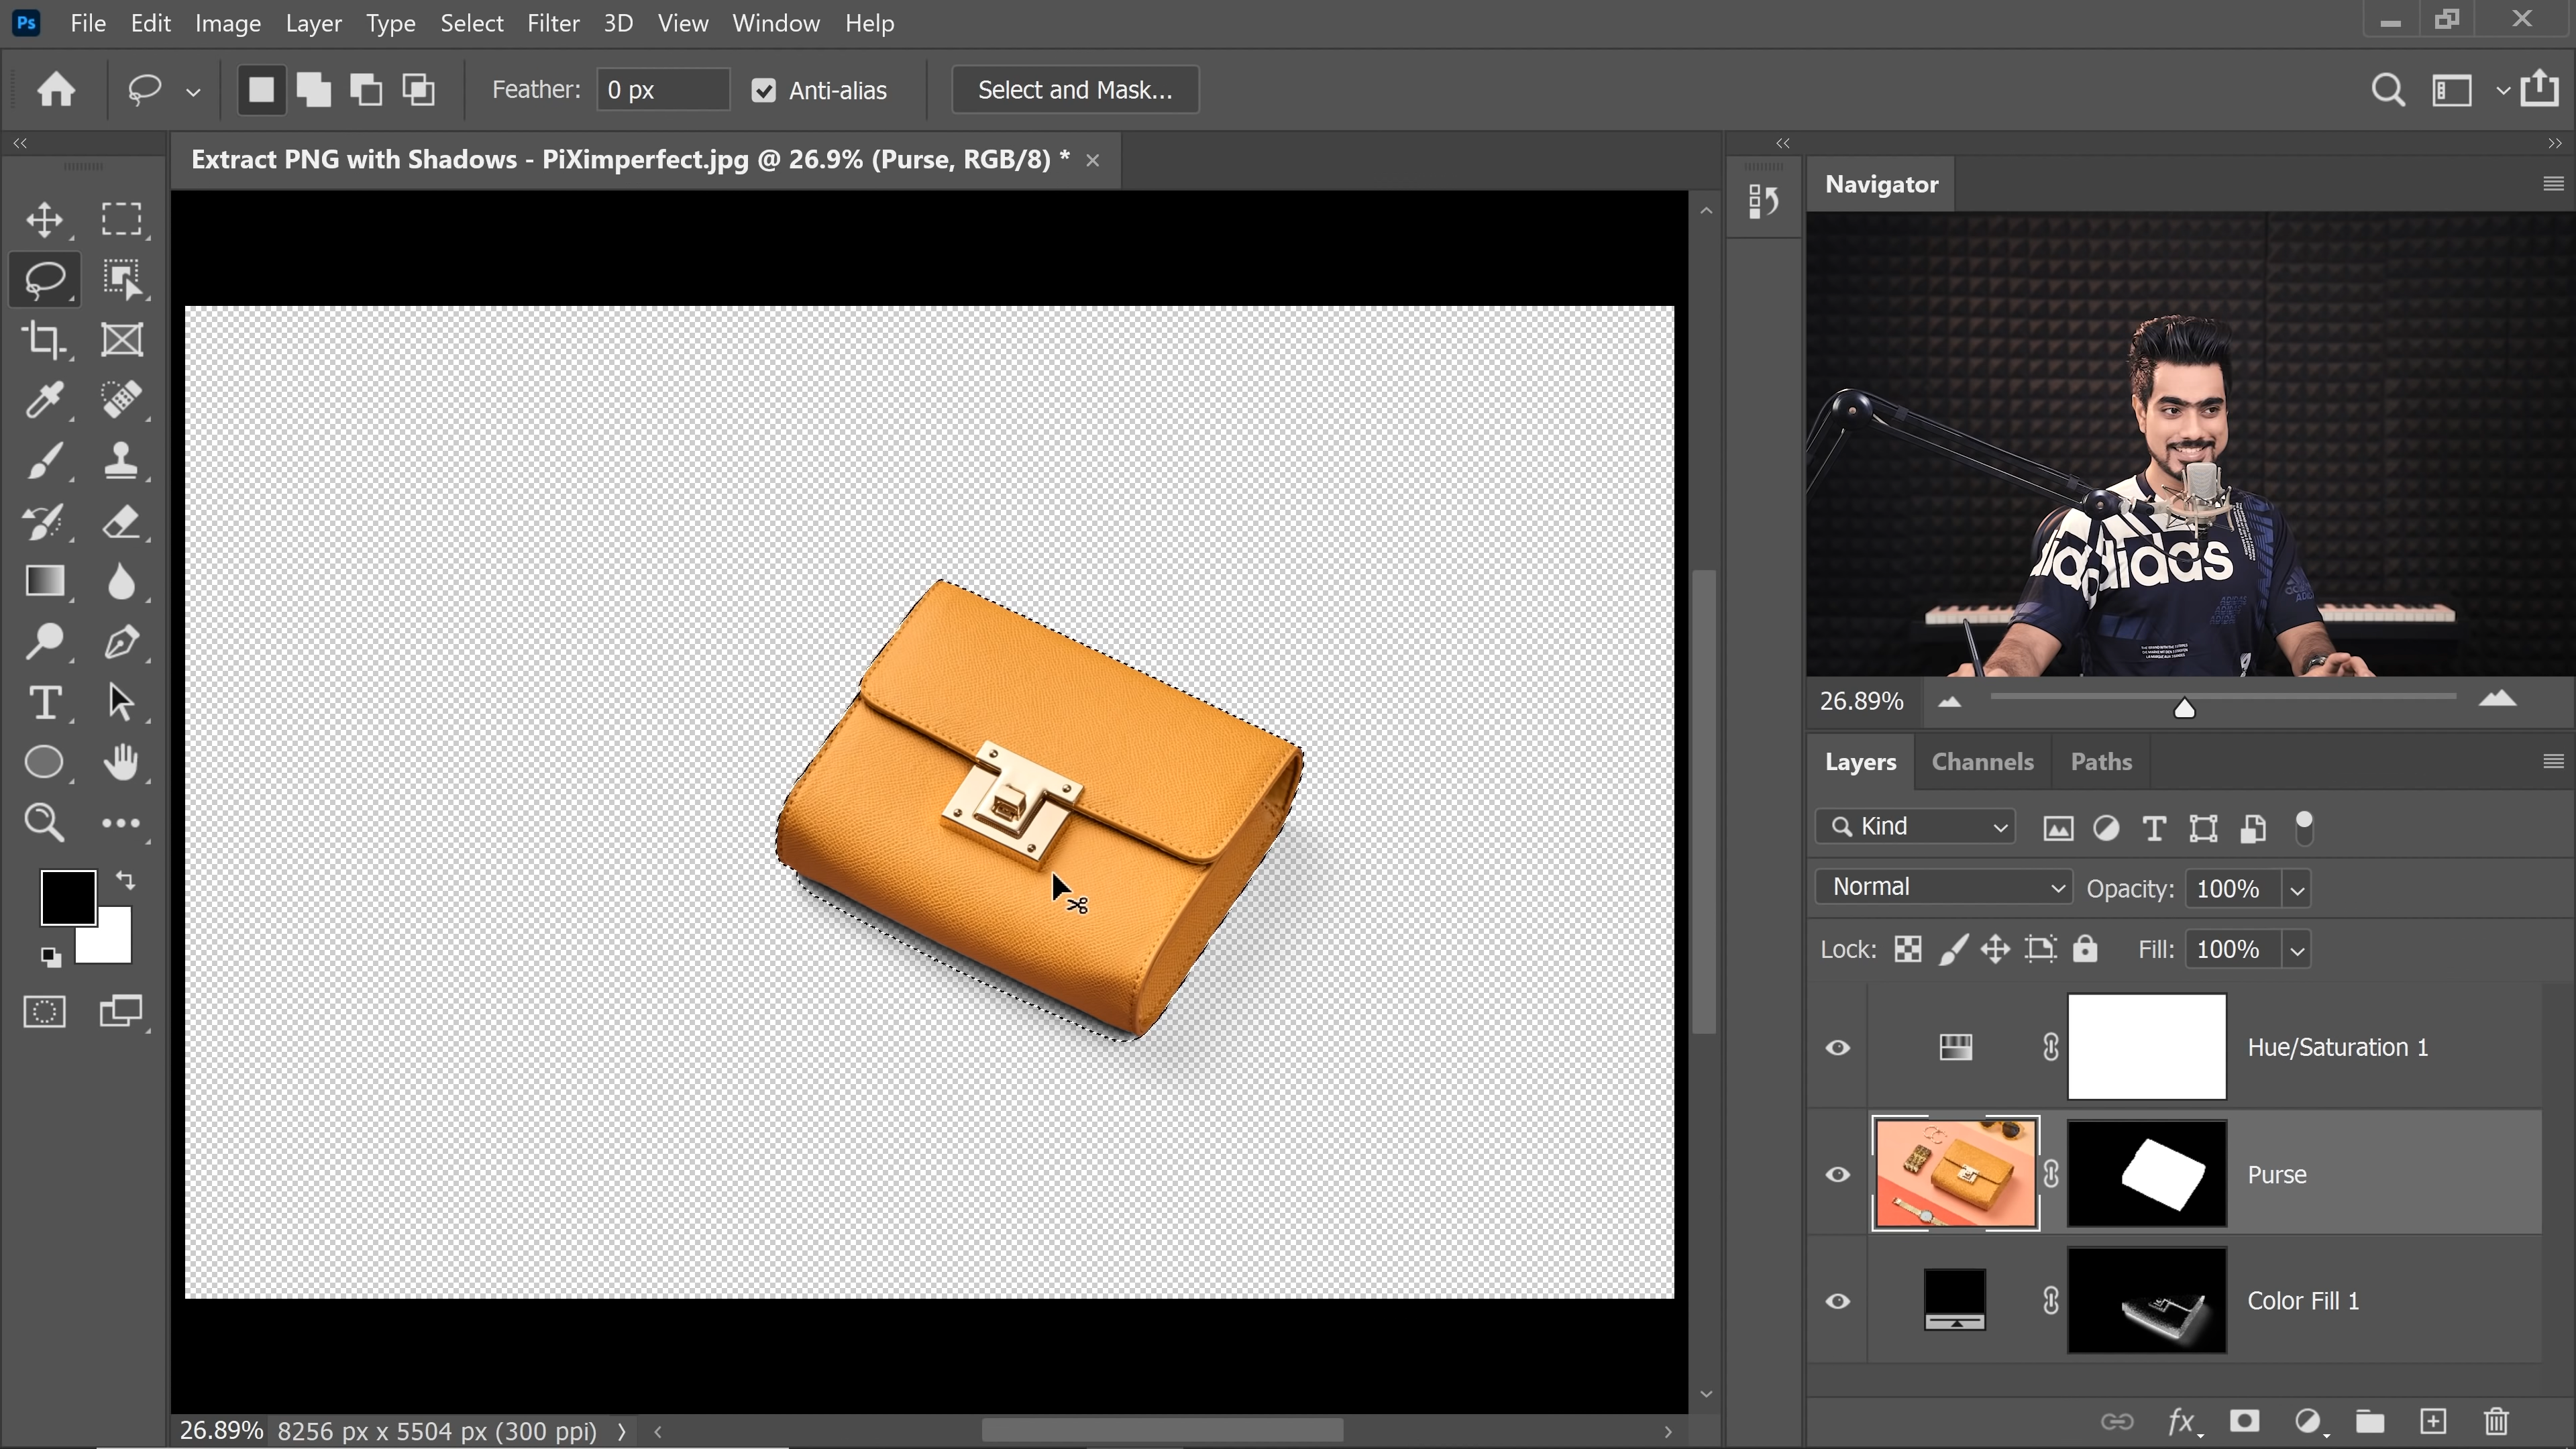 Ps File Edit Image Layer Type Select Filter 3D View Window Help
Feather: 0 px Anti-alias Select and Mask...
Extract PNG with Shadows - PiXimperfect.jpg @ 26.9% (Purse, RGB/8) *
Navigator
adidas
26.89%
Layers Channels Paths
Kind
Normal Opacity: 100%
Lock: Fill: 100%
Hue/Saturation 1
Purse
Color Fill 1
fx
26.89% 8256 px x 5504 px (300 ppi)